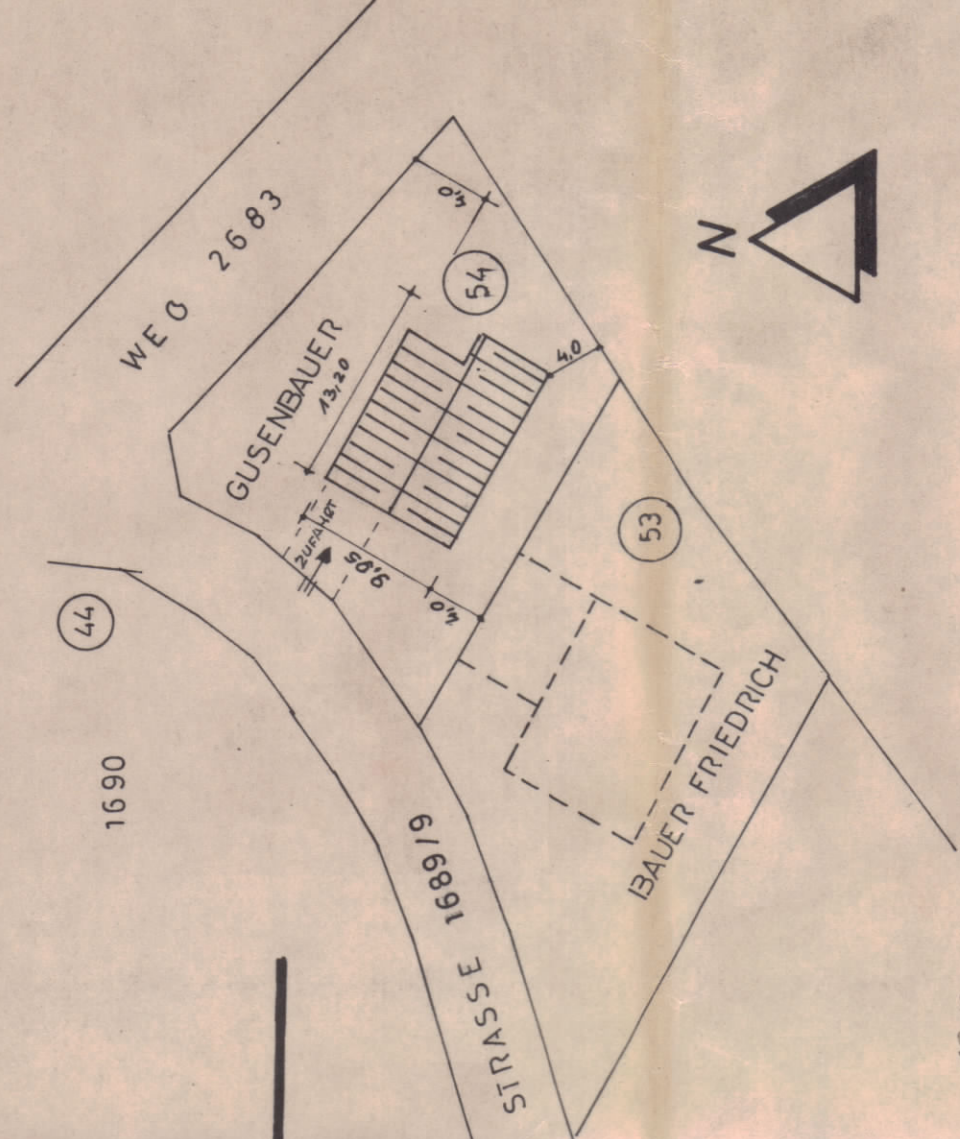 WEG 2683
N
4,0
54
GUSENBAUER
13,20
4.0
ZUFAHRT
9,05
4,0
53
44
1690
BAUER FRIEDRICH
STRASSE 1689/9